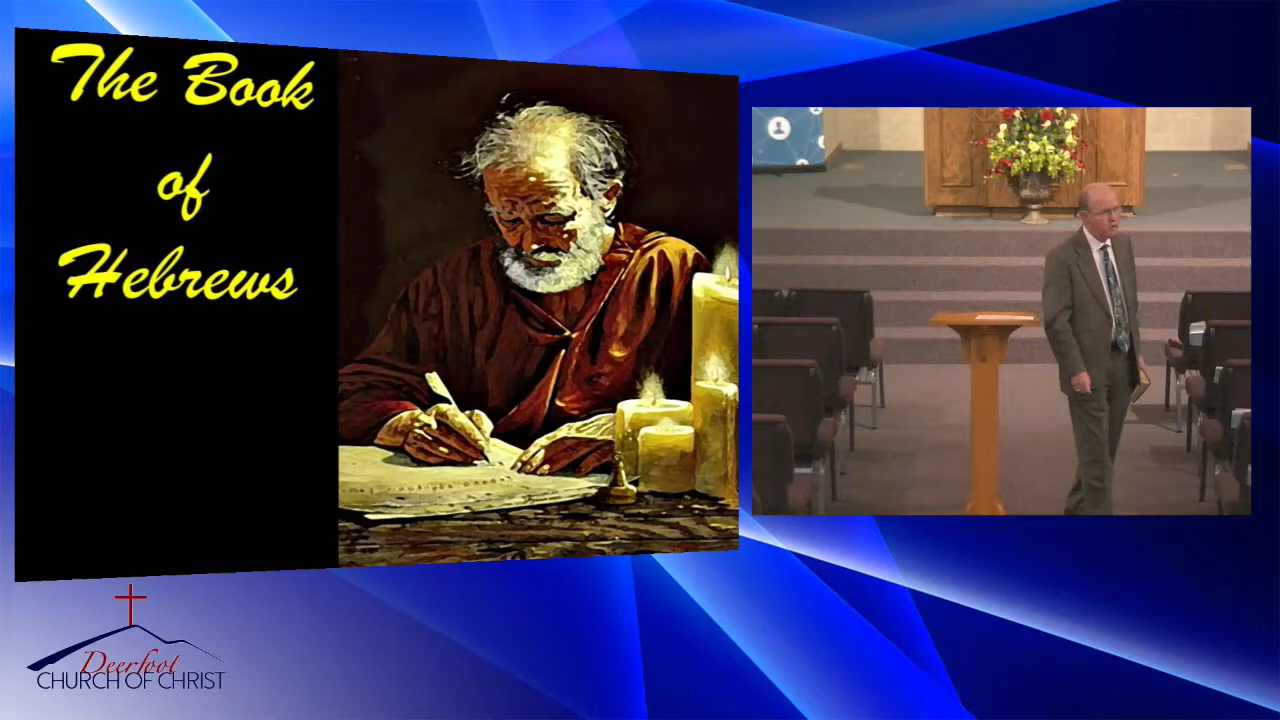 The Book
of
Hebrews
Deerfoot
CHURCH OF CHRIST